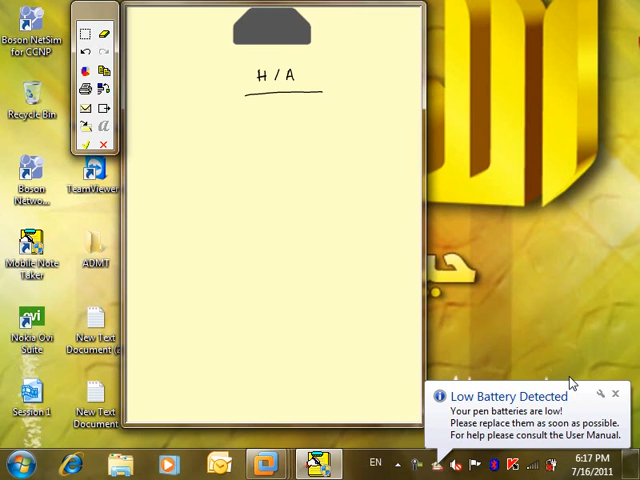 Boson NetSim
for CCNP
Recycle Bin
Boson
Netwo...
TeamViewer
Mobile Note
Taker
ADMT
ovi
Nokia Ovi
Suite
New Text
Document (2
Session 1
New Text
Document
H / A
Low Battery Detected
Your pen batteries are low!
Please replace them as soon as possible.
For help please consult the User Manual.
EN
6:17 PM
7/16/2011